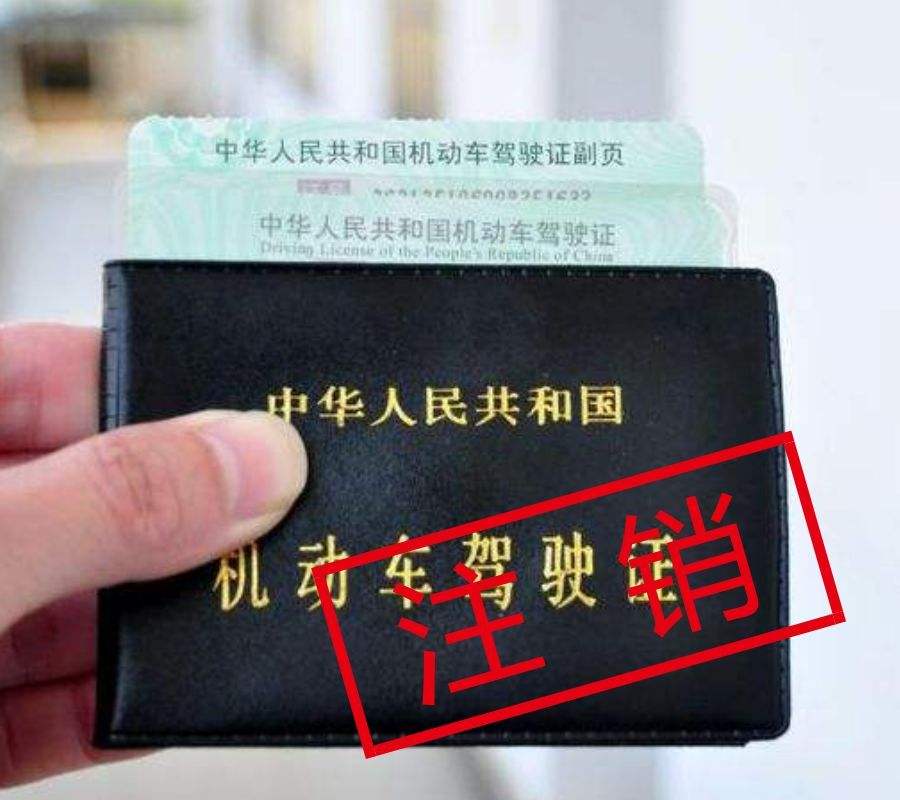 中华人民共和国机动车驾驶证副页
中华人民共和国机动车驾驶证
Driving License of the People's Republic of China
中华人民共和国
机动车驾驶证
注销